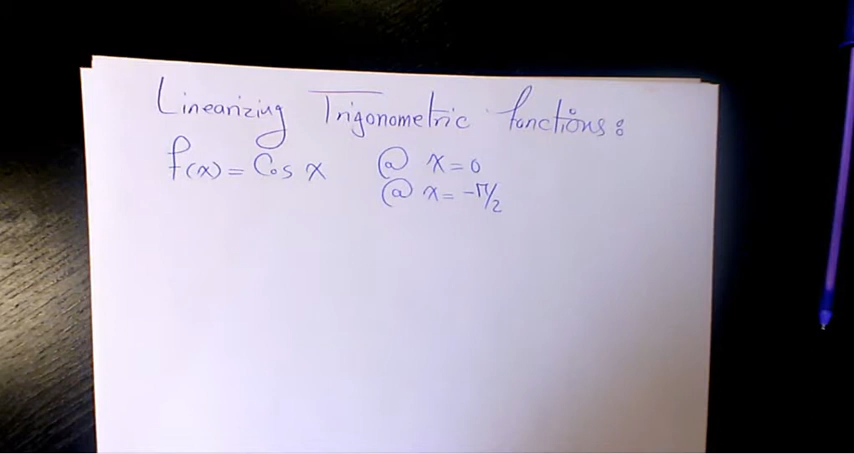 Linearizing Trigonometric functions:
f(x) = Cos x @ x = 0
@ x = -π/2